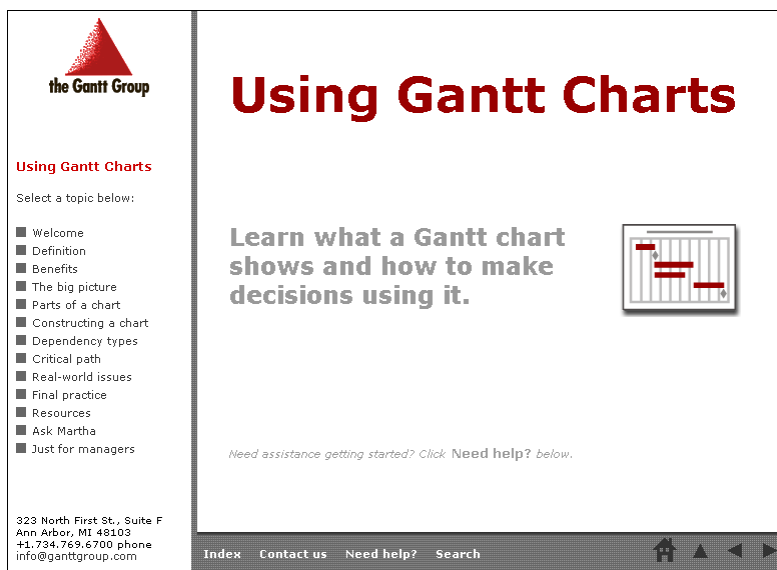 the Gantt Group
Using Gantt Charts
Using Gantt Charts
Select a topic below:
Welcome
Definition
Benefits
The big picture
Parts of a chart
Constructing a chart
Dependency types
Critical path
Real-world issues
Final practice
Resources
Ask Martha
Just for managers
Learn what a Gantt chart
shows and how to make
decisions using it.
Need assistance getting started? Click Need help? below.
323 North First St., Suite F
Ann Arbor, MI 48103
+1.734.769.6700 phone
info@ganttgroup.com
Index Contact us Need help? Search